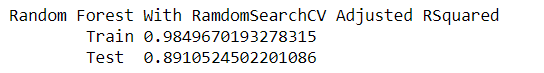 Random Forest With RamdomSearchCV Adjusted RSquared
Train 0.9849670193278315
Test 0.8910524502201086